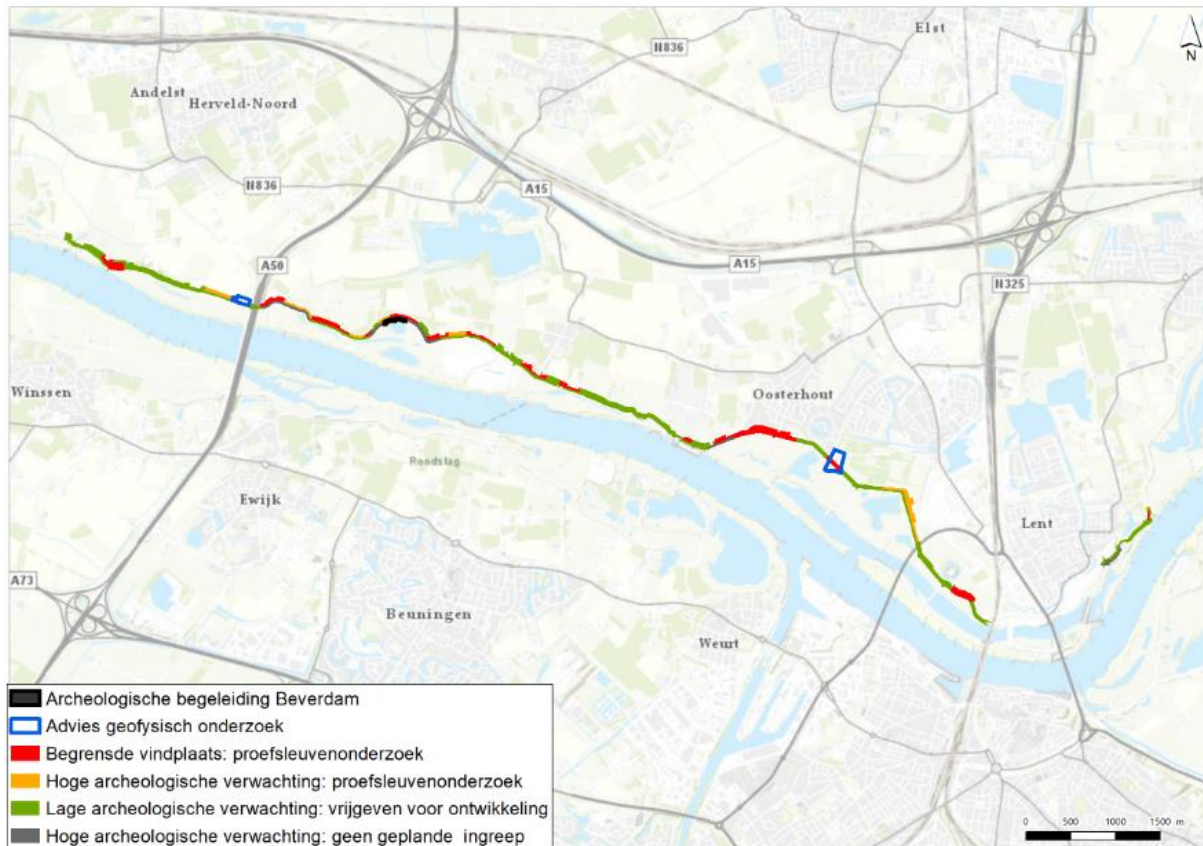 Elst
N836
N
Andelst
Herveld-Noord
N836
A15
A50
A15
N325
Winssen
Oosterhout
Roodslag
Ewijk
Lent
A73
Beuningen
Weurt
Archeologische begeleiding Beverdam
Advies geofysisch onderzoek
Begrensde vindplaats: proefsleuvenonderzoek
Hoge archeologische verwachting: proefsleuvenonderzoek
Lage archeologische verwachting: vrijgeven voor ontwikkeling
Hoge archeologische verwachting: geen geplande ingreep
0 500 1000 1500 m